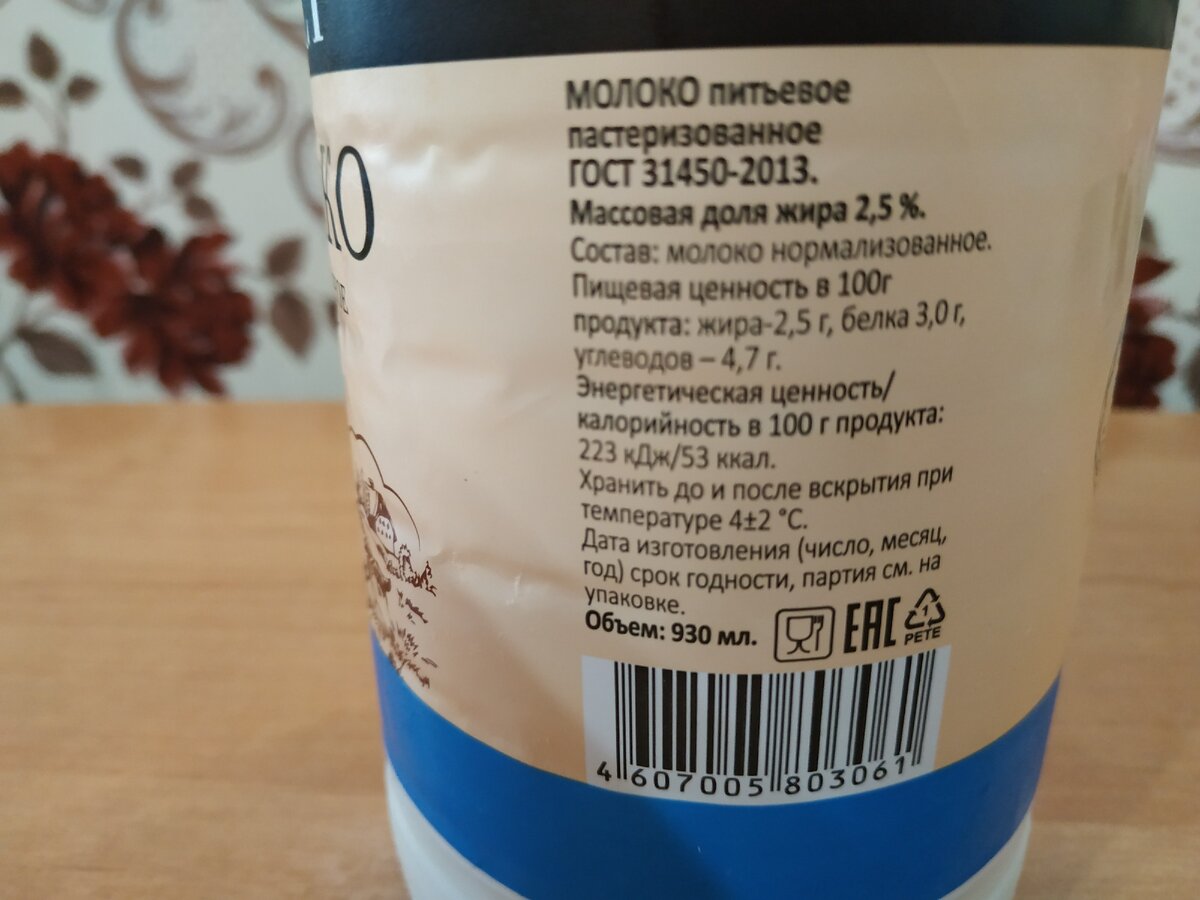 МОЛОКО питьевое
пастеризованное
ГОСТ 31450-2013.
Массовая доля жира 2,5 %.
Состав: молоко нормализованное.
Пищевая ценность в 100г
продукта: жира-2,5 г, белка 3,0 г,
углеводов – 4,7 г.
Энергетическая ценность/
калорийность в 100 г продукта:
223 кДж/53 ккал.
Хранить до и после вскрытия при
температуре 4±2 °С.
Дата изготовления (число, месяц,
год) срок годности, партия см. на
упаковке.
Объем: 930 мл.
EAC
1
PETE
4 607005 803061